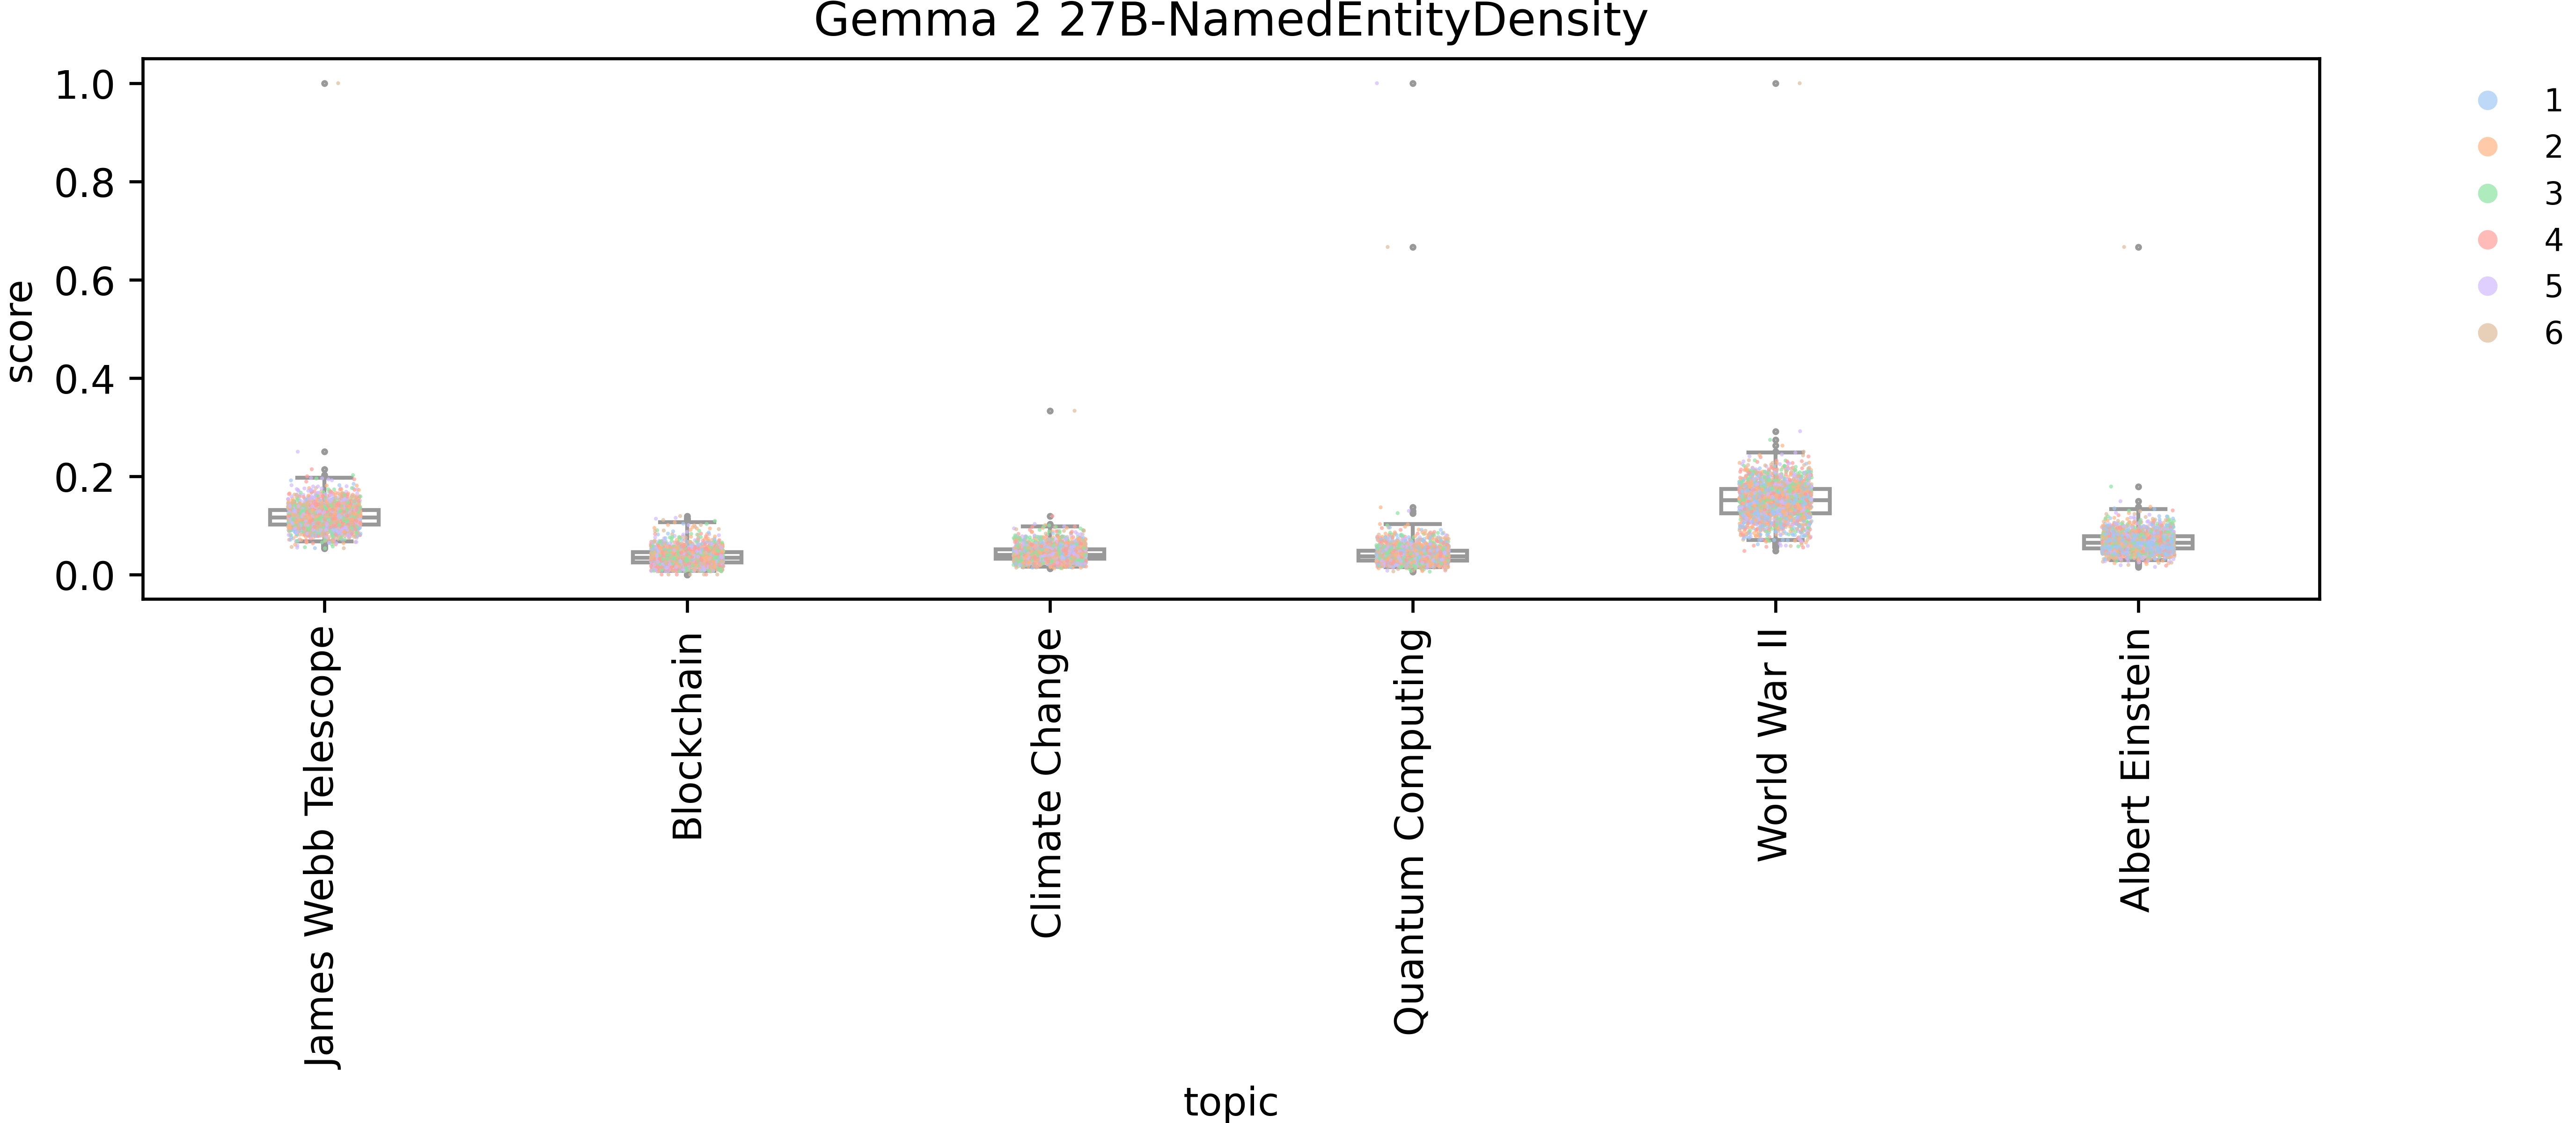 Gemma 2 27B-NamedEntityDensity
score
1.0
0.8
0.6
0.4
0.2
0.0
James Webb Telescope
Blockchain
Climate Change
Quantum Computing
World War II
Albert Einstein
topic
1
2
3
4
5
6